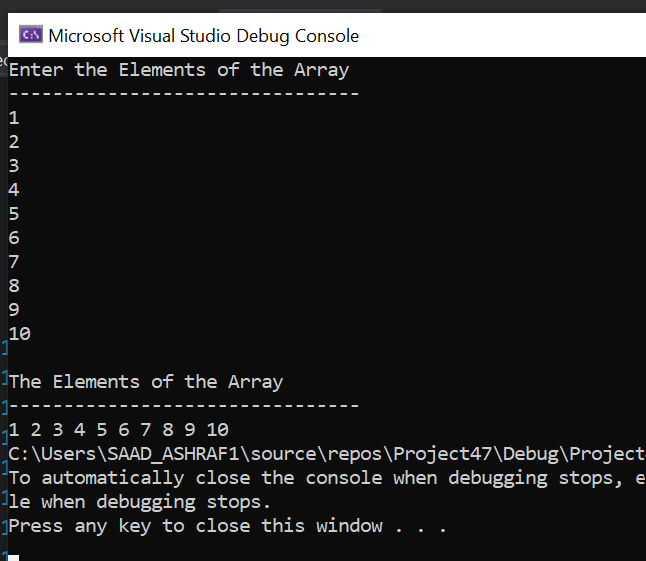 Microsoft Visual Studio Debug Console
Enter the Elements of the Array
--------------------------------
1
2
3
4
5
6
7
8
9
10
The Elements of the Array
--------------------------------
1 2 3 4 5 6 7 8 9 10
C:\Users\SAAD_ASHRAF1\source\repos\Project47\Debug\Project
To automatically close the console when debugging stops, e
le when debugging stops.
Press any key to close this window . . .